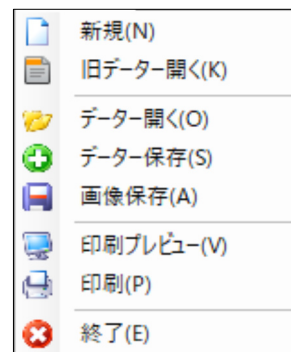 新規(N)
旧データー開く(K)
データー開く(O)
データー保存(S)
画像保存(A)
印刷プレビュー(V)
印刷(P)
終了(E)